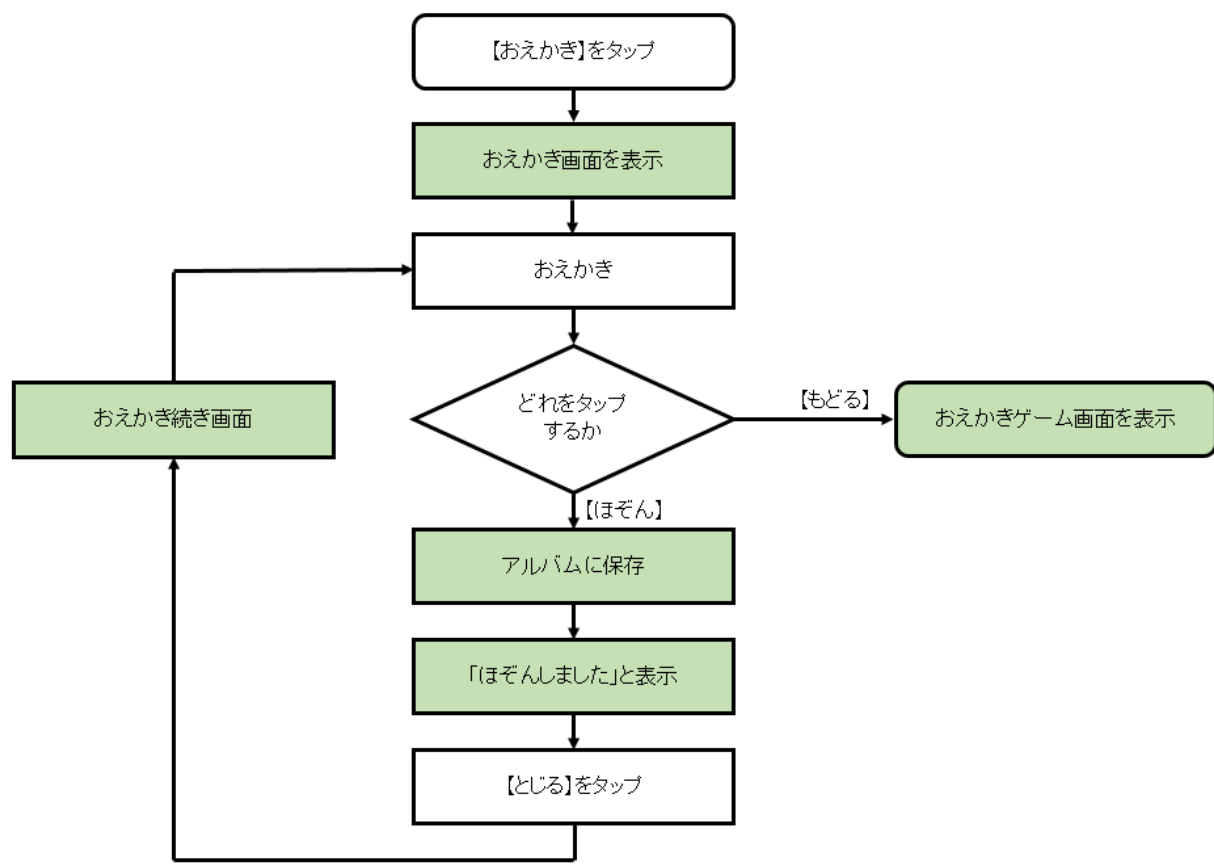 【おえかき】をタップ
おえかき画面を表示
おえかき
おえかき続き画面
どれをタップ
するか
【もどる】
おえかきゲーム画面を表示
【ほぞん】
アルバムに保存
「ほぞんしました」と表示
【とじる】をタップ